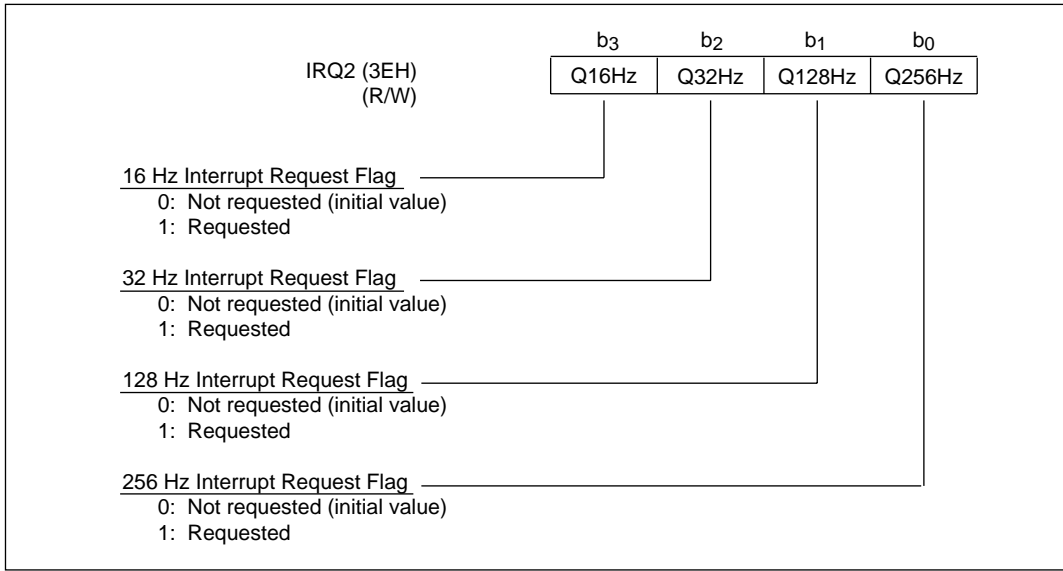 b3 b2 b1 b0
IRQ2 (3EH) Q16Hz Q32Hz Q128Hz Q256Hz
(R/W)
16 Hz Interrupt Request Flag
0: Not requested (initial value)
1: Requested
32 Hz Interrupt Request Flag
0: Not requested (initial value)
1: Requested
128 Hz Interrupt Request Flag
0: Not requested (initial value)
1: Requested
256 Hz Interrupt Request Flag
0: Not requested (initial value)
1: Requested